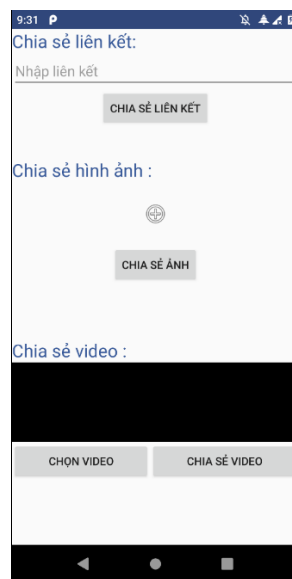 9:31
Chia sẻ liên kết:
Nhập liên kết
CHIA SẺ LIÊN KẾT
Chia sẻ hình ảnh :
CHIA SẺ ẢNH
Chia sẻ video :
CHỌN VIDEO CHIA SẺ VIDEO